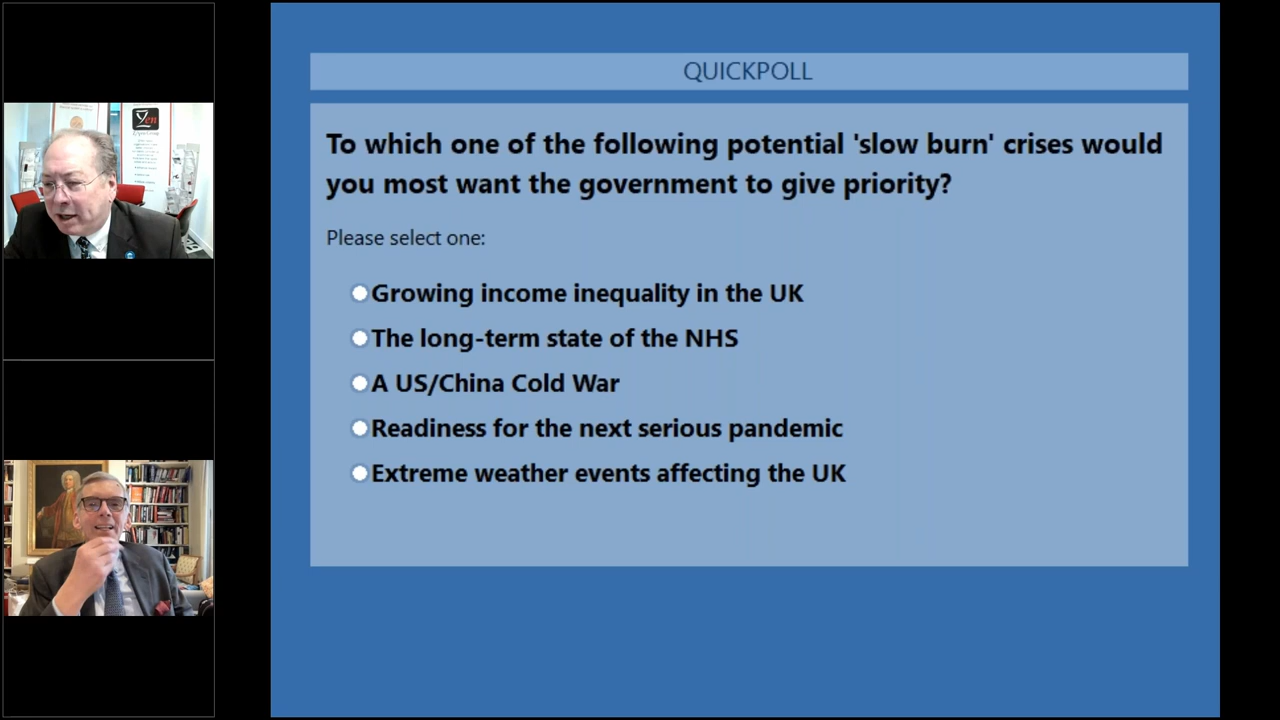 QUICKPOLL
To which one of the following potential 'slow burn' crises would
you most want the government to give priority?
Please select one:
Growing income inequality in the UK
The long-term state of the NHS
A US/China Cold War
Readiness for the next serious pandemic
Extreme weather events affecting the UK